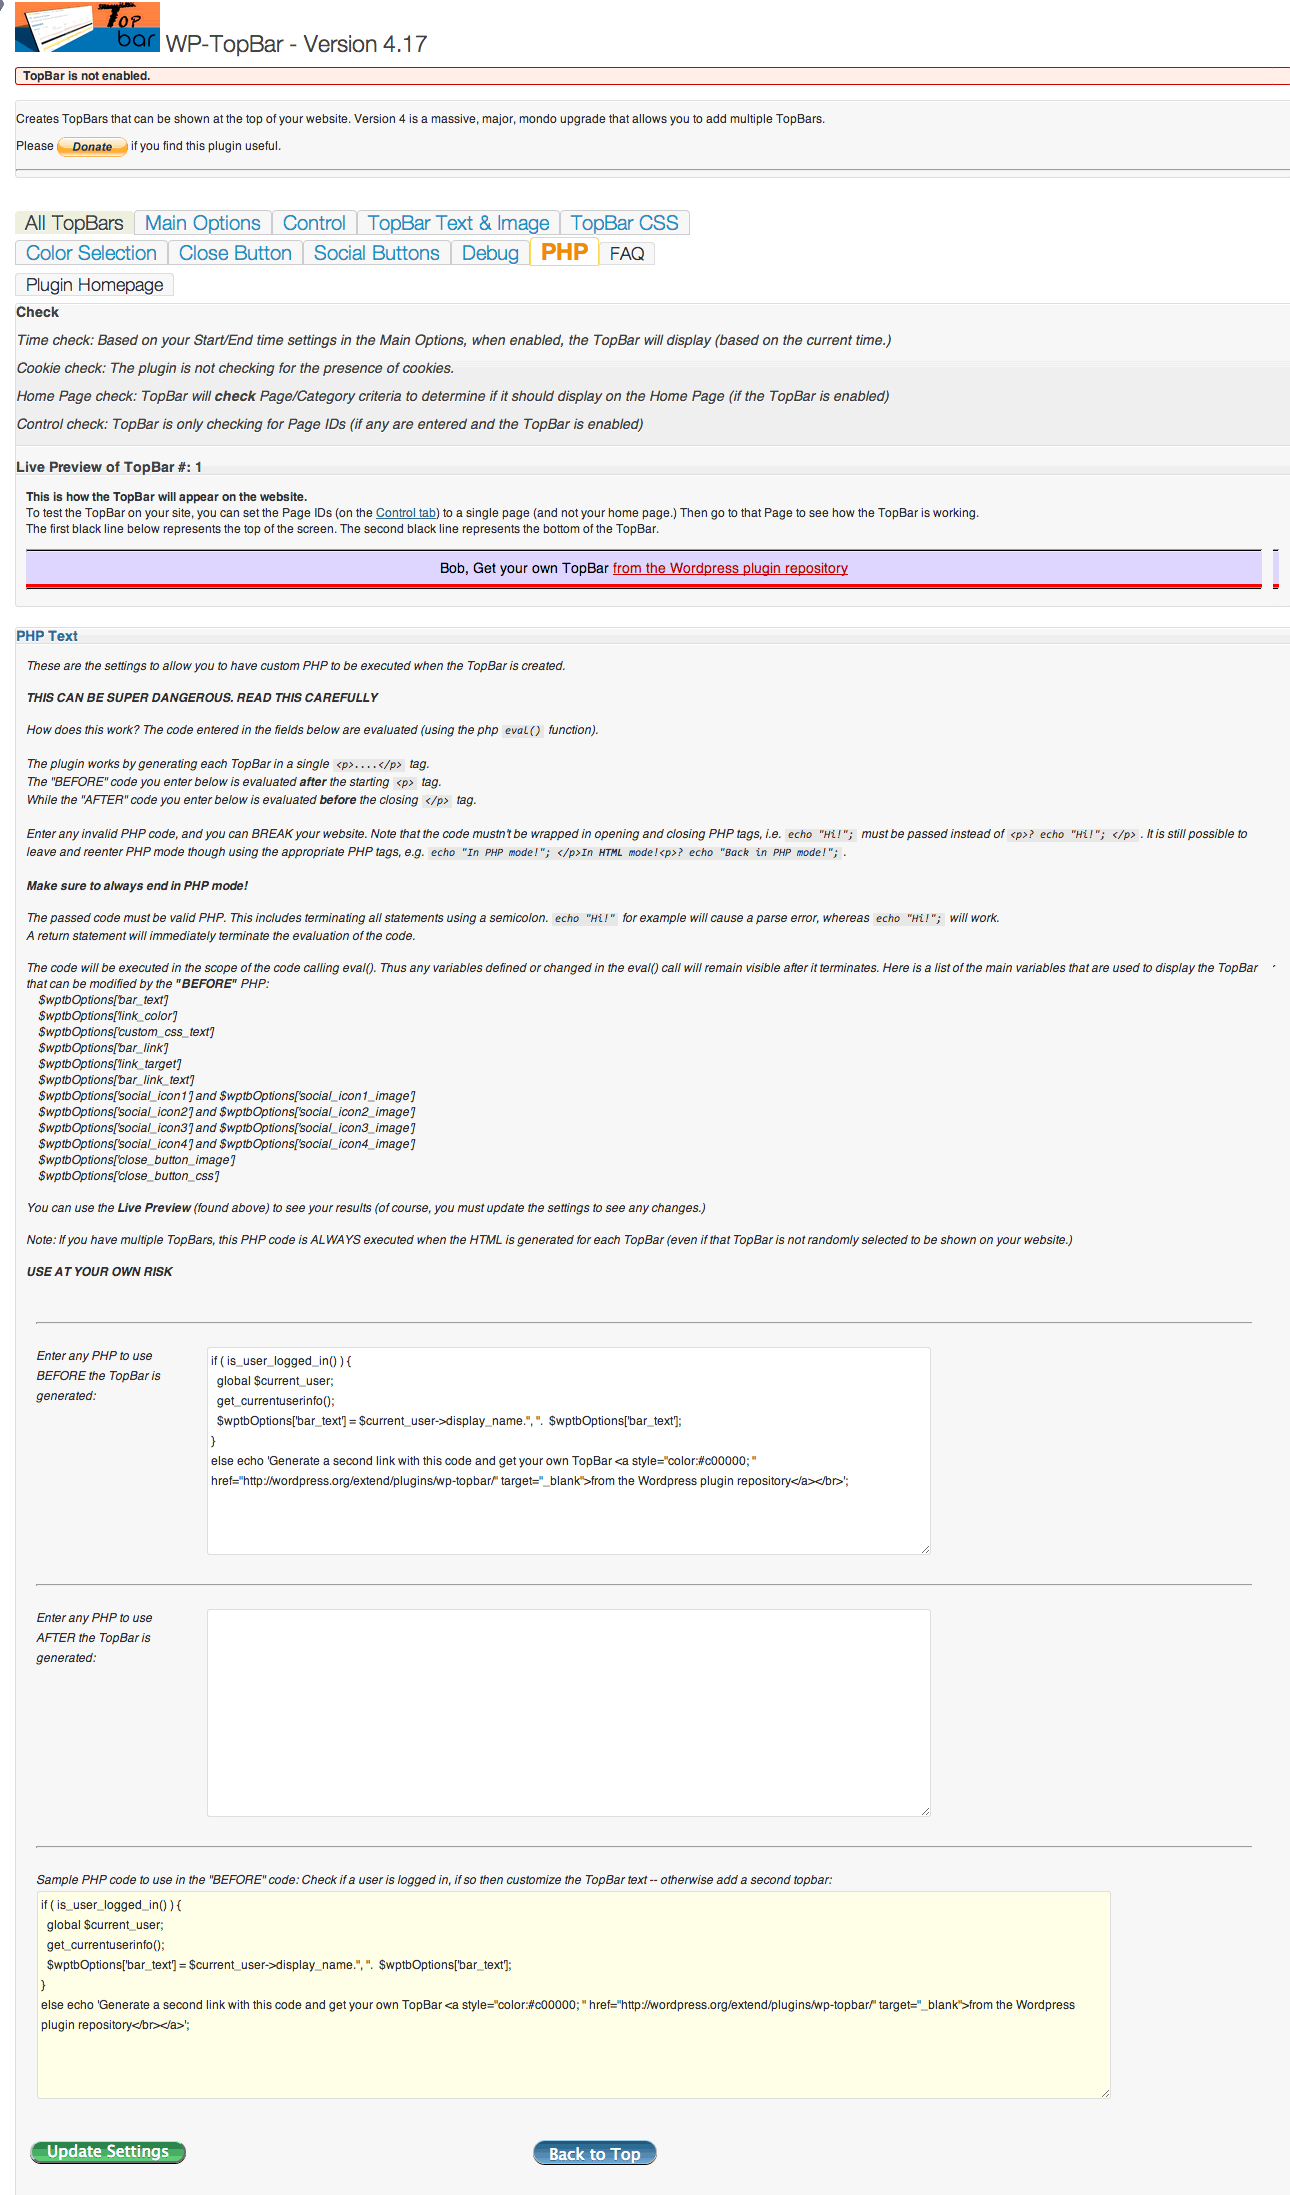 Top
bar
WP-TopBar - Version 4.17
TopBar is not enabled.
Creates TopBars that can be shown at the top of your website. Version 4 is a massive, major, mondo upgrade that allows you to add multiple TopBars.
Please Donate if you find this plugin useful.
All TopBars Main Options Control TopBar Text & Image TopBar CSS
Color Selection Close Button Social Buttons Debug PHP FAQ
Plugin Homepage
Check
Time check: Based on your Start/End time settings in the Main Options, when enabled, the TopBar will display (based on the current time.)
Cookie check: The plugin is not checking for the presence of cookies.
Home Page check: TopBar will check Page/Category criteria to determine if it should display on the Home Page (if the TopBar is enabled)
Control check: TopBar is only checking for Page IDs (if any are entered and the TopBar is enabled)
Live Preview of TopBar #: 1
This is how the TopBar will appear on the website.
To test the TopBar on your site, you can set the Page IDs (on the Control tab) to a single page (and not your home page.) Then go to that Page to see how the TopBar is working.
The first black line below represents the top of the screen. The second black line represents the bottom of the TopBar.
Bob, Get your own TopBar from the Wordpress plugin repository
PHP Text
These are the settings to allow you to have custom PHP to be executed when the TopBar is created.
THIS CAN BE SUPER DANGEROUS. READ THIS CAREFULLY
How does this work? The code entered in the fields below are evaluated (using the php eval() function).
The plugin works by generating each TopBar in a single <p>....</p> tag.
The "BEFORE" code you enter below is evaluated after the starting <p> tag.
While the "AFTER" code you enter below is evaluated before the closing </p> tag.
Enter any invalid PHP code, and you can BREAK your website. Note that the code mustn't be wrapped in opening and closing PHP tags, i.e. echo "Hi!"; must be passed instead of <p>? echo "Hi!"; </p> . It is still possible to
leave and reenter PHP mode though using the appropriate PHP tags, e.g. echo "In PHP mode!"; </p>In HTML mode!<p>? echo "Back in PHP mode!"; .
Make sure to always end in PHP mode!
The passed code must be valid PHP. This includes terminating all statements using a semicolon. echo "Hi!" for example will cause a parse error, whereas echo "Hi!"; will work.
A return statement will immediately terminate the evaluation of the code.
The code will be executed in the scope of the code calling eval(). Thus any variables defined or changed in the eval() call will remain visible after it terminates. Here is a list of the main variables that are used to display the TopBar
that can be modified by the "BEFORE" PHP:
$wptbOptions['bar_text']
$wptbOptions['link_color']
$wptbOptions['custom_css_text']
$wptbOptions['bar_link']
$wptbOptions['link_target']
$wptbOptions['bar_link_text']
$wptbOptions['social_icon1'] and $wptbOptions['social_icon1_image']
$wptbOptions['social_icon2'] and $wptbOptions['social_icon2_image']
$wptbOptions['social_icon3'] and $wptbOptions['social_icon3_image']
$wptbOptions['social_icon4'] and $wptbOptions['social_icon4_image']
$wptbOptions['close_button_image']
$wptbOptions['close_button_css']
You can use the Live Preview (found above) to see your results (of course, you must update the settings to see any changes.)
Note: If you have multiple TopBars, this PHP code is ALWAYS executed when the HTML is generated for each TopBar (even if that TopBar is not randomly selected to be shown on your website.)
USE AT YOUR OWN RISK
Enter any PHP to use
BEFORE the TopBar is
generated:
if ( is_user_logged_in() ) {
global $current_user;
get_currentuserinfo();
$wptbOptions['bar_text'] = $current_user->display_name.", ". $wptbOptions['bar_text'];
}
else echo 'Generate a second link with this code and get your own TopBar <a style="color:#c00000; "
href="http://wordpress.org/extend/plugins/wp-topbar/" target="_blank">from the Wordpress plugin repository</a></br>';
Enter any PHP to use
AFTER the TopBar is
generated:
Sample PHP code to use in the "BEFORE" code: Check if a user is logged in, if so then customize the TopBar text -- otherwise add a second topbar:
if ( is_user_logged_in() ) {
global $current_user;
get_currentuserinfo();
$wptbOptions['bar_text'] = $current_user->display_name.", ". $wptbOptions['bar_text'];
}
else echo 'Generate a second link with this code and get your own TopBar <a style="color:#c00000; " href="http://wordpress.org/extend/plugins/wp-topbar/" target="_blank">from the Wordpress
plugin repository</br></a>';
Update Settings Back to Top